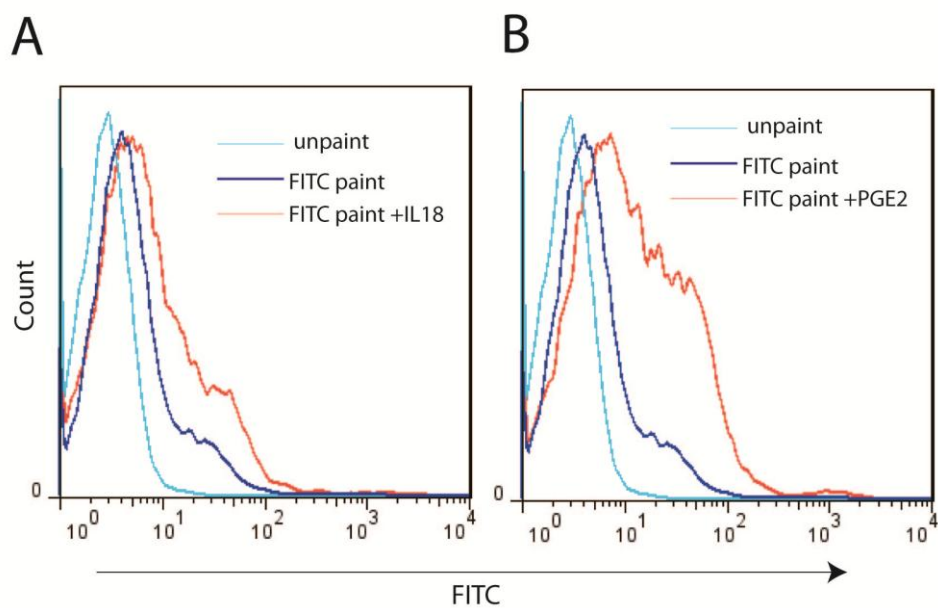 A
B
unpaint
FITC paint
FITC paint +IL18
unpaint
FITC paint
FITC paint +PGE2
Count
0
0
10^0 10^1 10^2 10^3 10^4
10^0 10^1 10^2 10^3 10^4
FITC